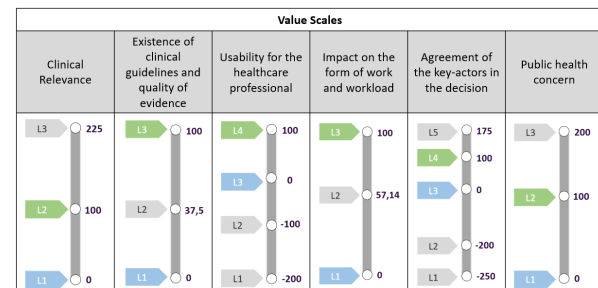 Value Scales
Clinical
Relevance
Existence of
clinical
guidelines and
quality of
evidence
Usability for the
healthcare
professional
Impact on the
form of work
and workload
Agreement of
the key-actors in
the decision
Public health
concern
L3 225
L2 100
L1 0
L3 100
L2 37,5
L1 0
L4 100
L3 0
L2 -100
L1 -200
L3 100
L2 57,14
L1 0
L5 175
L4 100
L3 0
L2 -200
L1 -250
L3 200
L2 100
L1 0